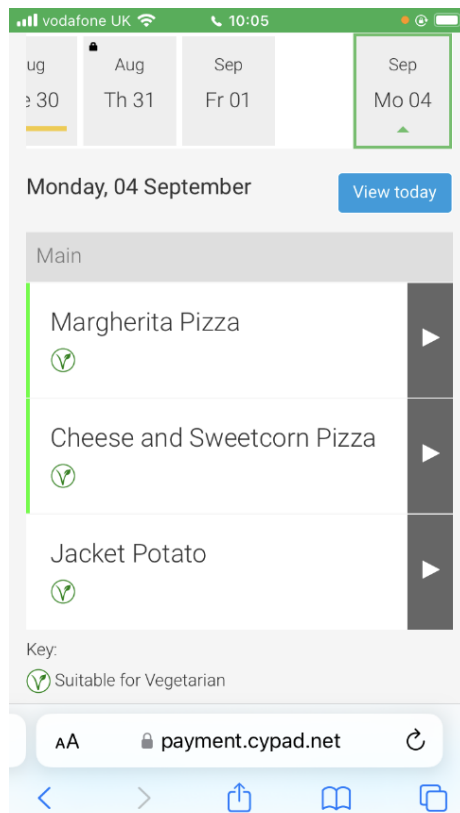 vodafone UK 10:05
ug Aug Sep Sep
30 Th 31 Fr 01 Mo 04
Monday, 04 September
View today
Main
Margherita Pizza
Cheese and Sweetcorn Pizza
Jacket Potato
Key:
Suitable for Vegetarian
AA payment.cypad.net